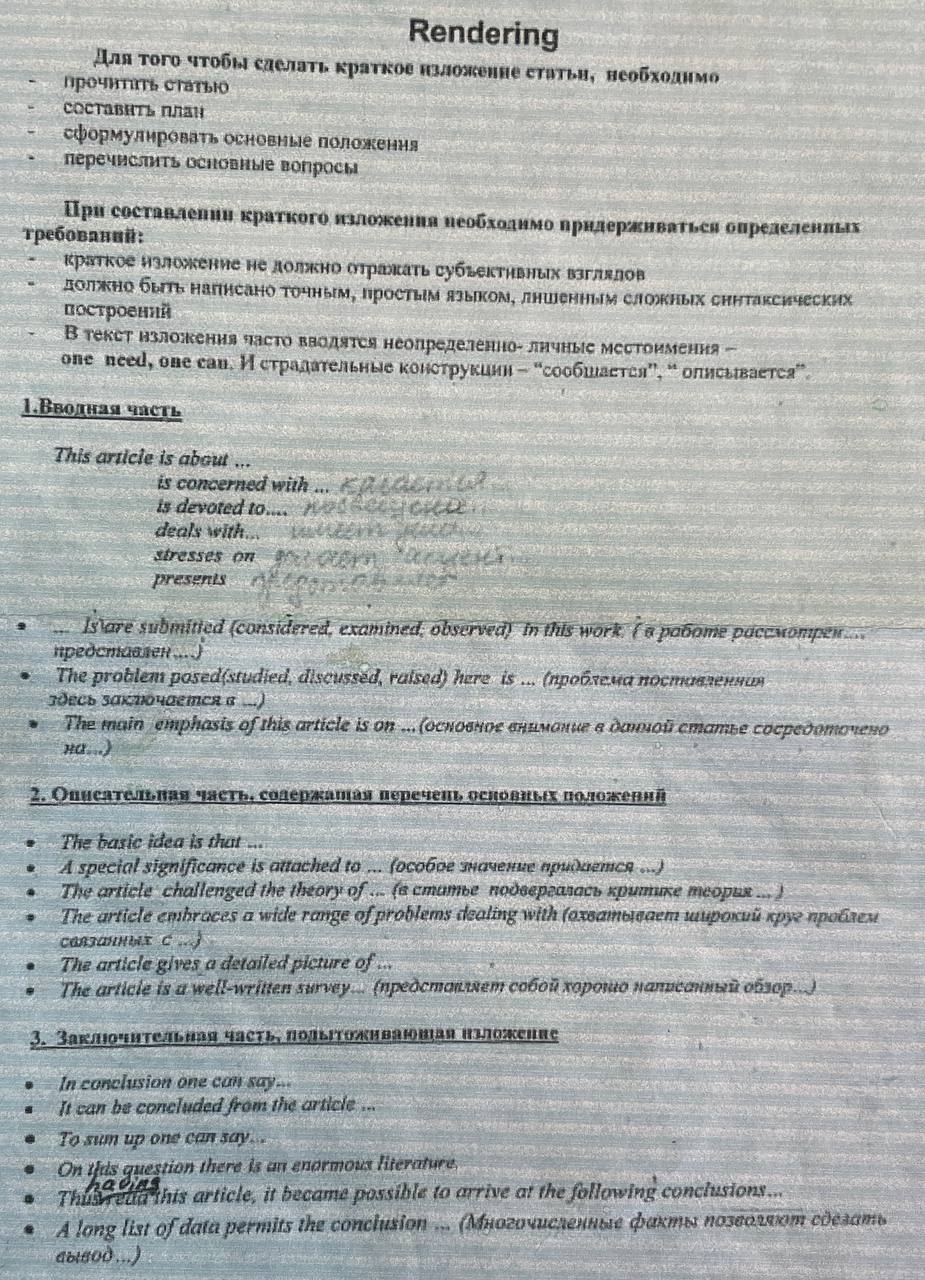 Rendering
Для того чтобы сделать краткое изложение статьи, необходимо
- прочитать статью
- составить план
- сформулировать основные положения
- перечислить основные вопросы
При составлении краткого изложения необходимо придерживаться определенных
требований:
- краткое изложение не должно отражать субъективных взглядов
- должно быть написано точным, простым языком, лишенным сложных синтаксических
построений
- В текст изложения часто вводятся неопределенно- личные местоимения –
one need, one can. И страдательные конструкции – “сообщается”, “ описывается”.
1.Вводная часть
This article is about ...
is concerned with ... касается
is devoted to.... посвящена
deals with... имеет дело
stresses on делает акцент
presents представляет
• ... Is\are submitted (considered, examined, observed) in this work. ( в работе рассмотрен....
представлен....)
• The problem posed(studied, discussed, raised) here is ... (проблема поставленная
здесь заключается в ...)
• The main emphasis of this article is on ... (основное внимание в данной статье сосредоточено
на...)
2. Описательная часть, содержащая перечень основных положений
• The basic idea is that ...
• A special significance is attached to ... (особое значение придается ...)
• The article challenged the theory of ... (в статье подвергалась критике теория ... )
• The article embraces a wide range of problems dealing with (охватывает широкий круг проблем
связанных с ...)
• The article gives a detailed picture of ...
• The article is a well-written survey... (представляет собой хорошо написанный обзор...)
3. Заключительная часть, подытоживающая изложение
• In conclusion one can say...
• It can be concluded from the article ...
• To sum up one can say...
• On this question there is an enormous literature.
having
• Thus read this article, it became possible to arrive at the following conclusions...
• A long list of data permits the conclusion ... (Многочисленные факты позволяют сделать
вывод...)